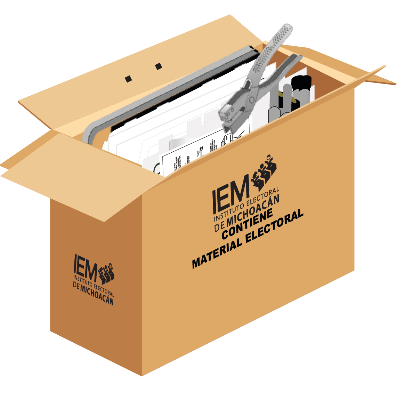 IEM
INSTITUTO ELECTORAL
DE MICHOACÁN
CONTIENE
MATERIAL ELECTORAL
IEM
INSTITUTO ELECTORAL
DE MICHOACÁN